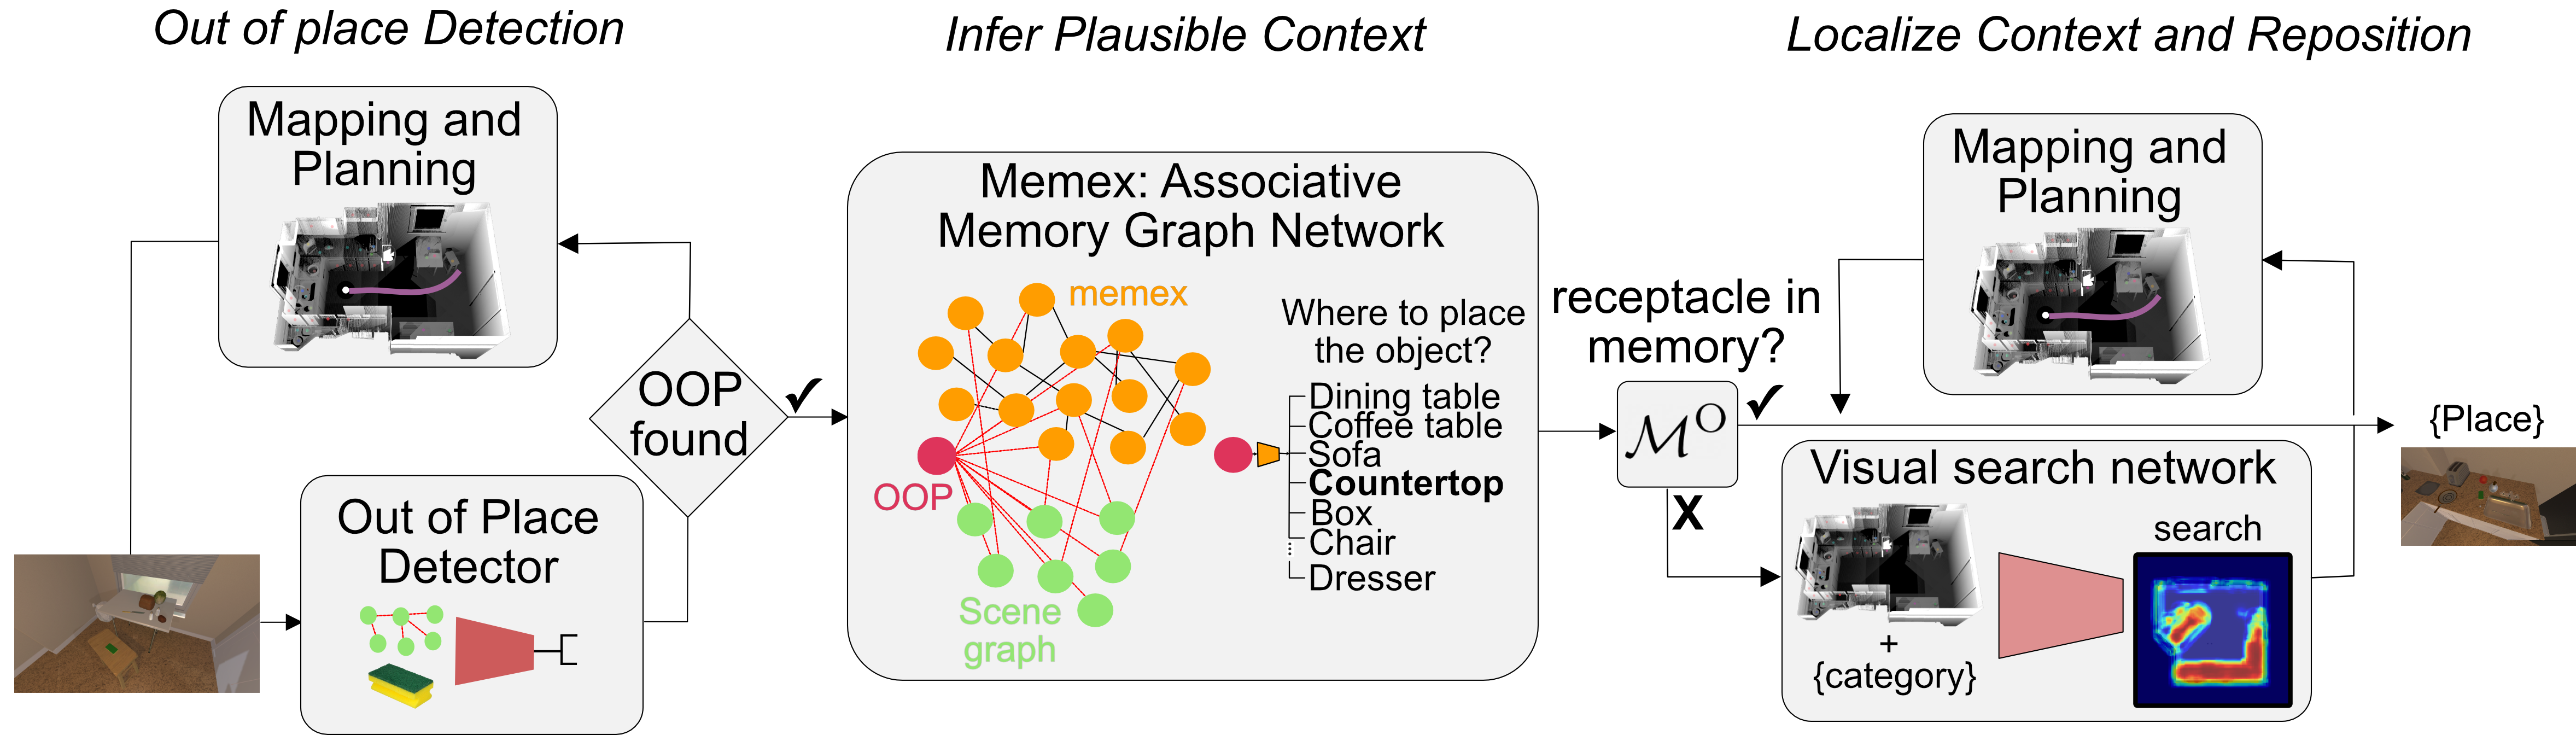 Out of place Detection
Infer Plausible Context
Localize Context and Reposition
Mapping and
Planning
OOP
found
✓
Out of Place
Detector
Memex: Associative
Memory Graph Network
memex
OOP
Scene
graph
Where to place
the object?
Dining table
Coffee table
Sofa
Countertop
Box
Chair
Dresser
receptacle in
memory?
ℳᴼ
✓
X
Mapping and
Planning
Visual search network
search
+
{category}
{Place}